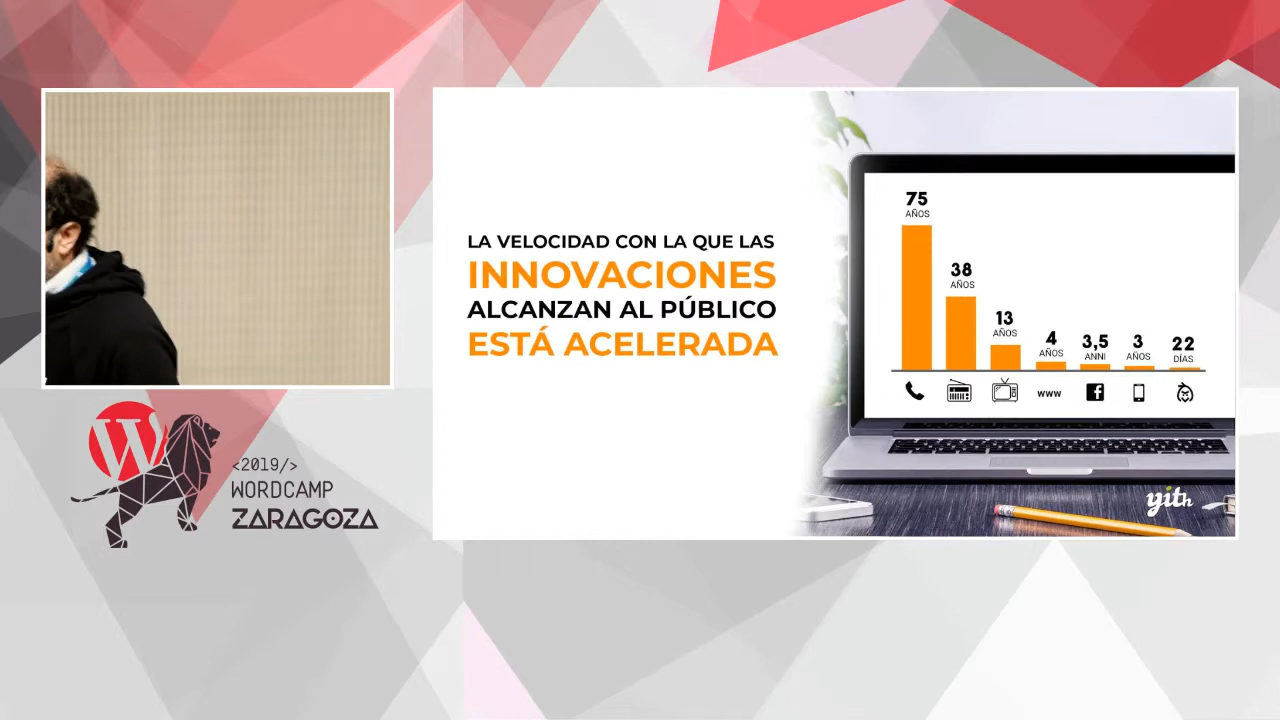 LA VELOCIDAD CON LA QUE LAS
INNOVACIONES
ALCANZAN AL PÚBLICO
ESTÁ ACELERADA
75
AÑOS
38
AÑOS
13
AÑOS
4
AÑOS
3,5
ANNI
3
AÑOS
22
DÍAS
www
yith
<2019/>
WORDCAMP
ZARAGOZA